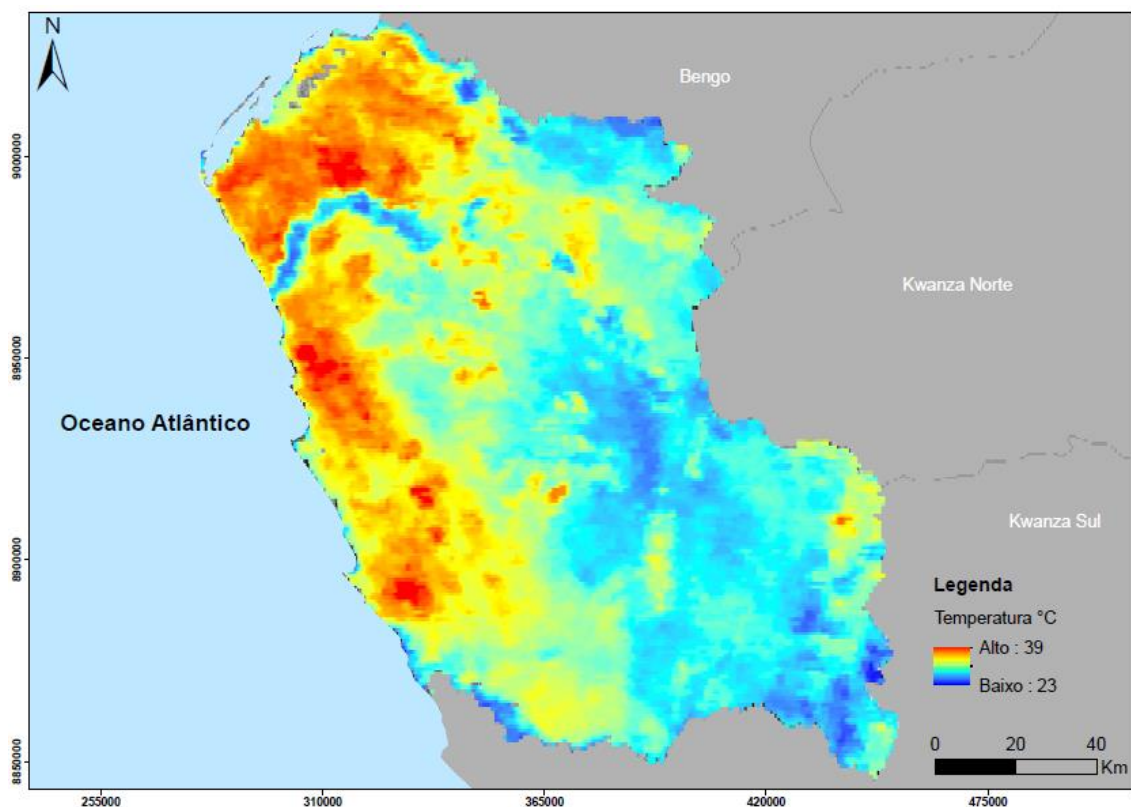 N
Bengo
Kwanza Norte
Oceano Atlântico
Kwanza Sul
Legenda
Temperatura °C
Alto : 39
Baixo : 23
0 20 40
Km
9000000
8950000
8900000
8850000
255000 310000 365000 420000 475000